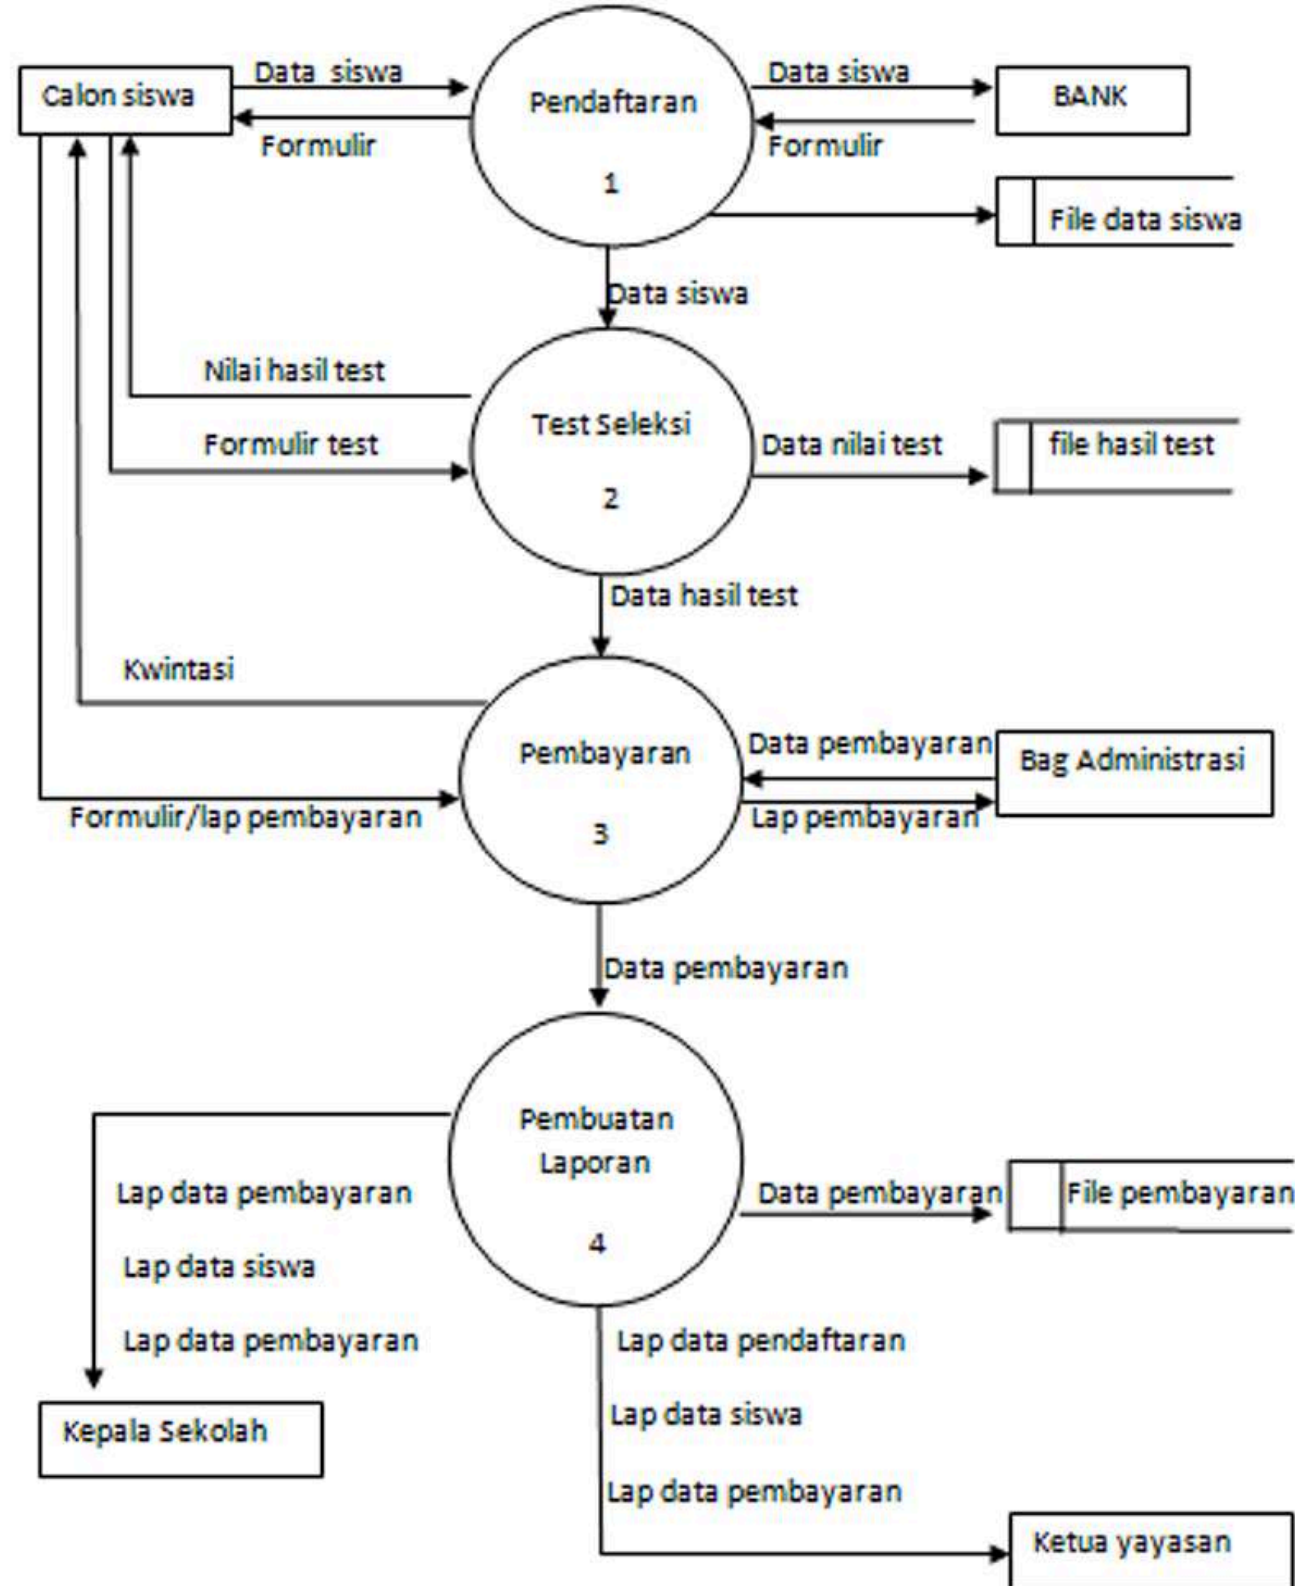 Calon siswa
Data siswa
Formulir
Pendaftaran
1
Data siswa
Formulir
BANK
File data siswa
Data siswa
Nilai hasil test
Formulir test
Test Seleksi
2
Data nilai test
file hasil test
Data hasil test
Kwintasi
Formulir/lap pembayaran
Pembayaran
3
Data pembayaran
Lap pembayaran
Bag Administrasi
Data pembayaran
Pembuatan
Laporan
4
Data pembayaran
File pembayaran
Lap data pembayaran
Lap data siswa
Lap data pembayaran
Kepala Sekolah
Lap data pendaftaran
Lap data siswa
Lap data pembayaran
Ketua yayasan